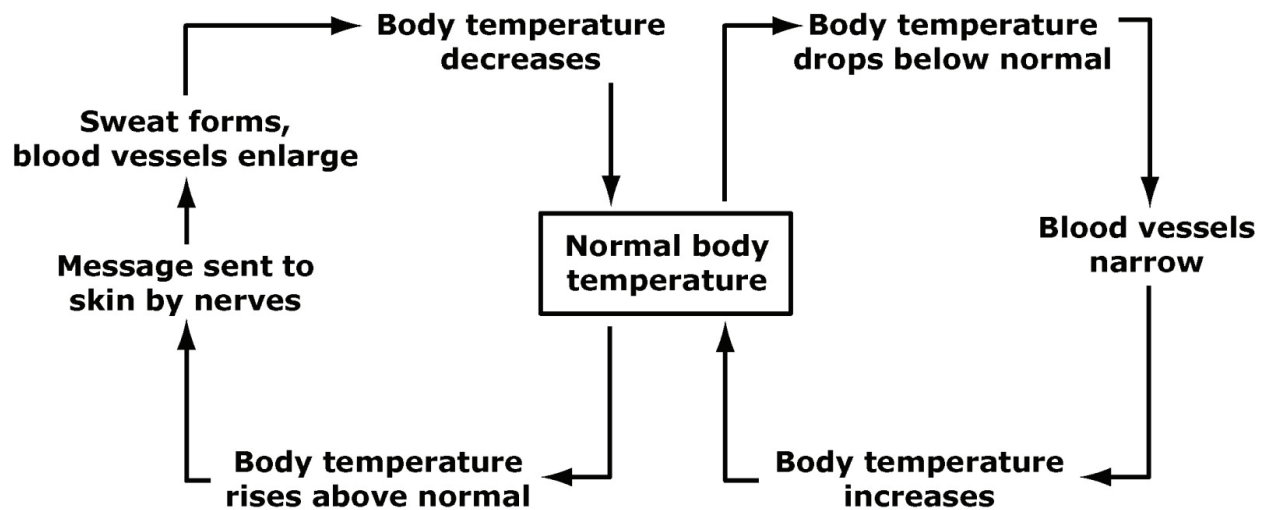 Body temperature
decreases
Body temperature
drops below normal
Sweat forms,
blood vessels enlarge
Normal body
temperature
Blood vessels
narrow
Message sent to
skin by nerves
Body temperature
rises above normal
Body temperature
increases